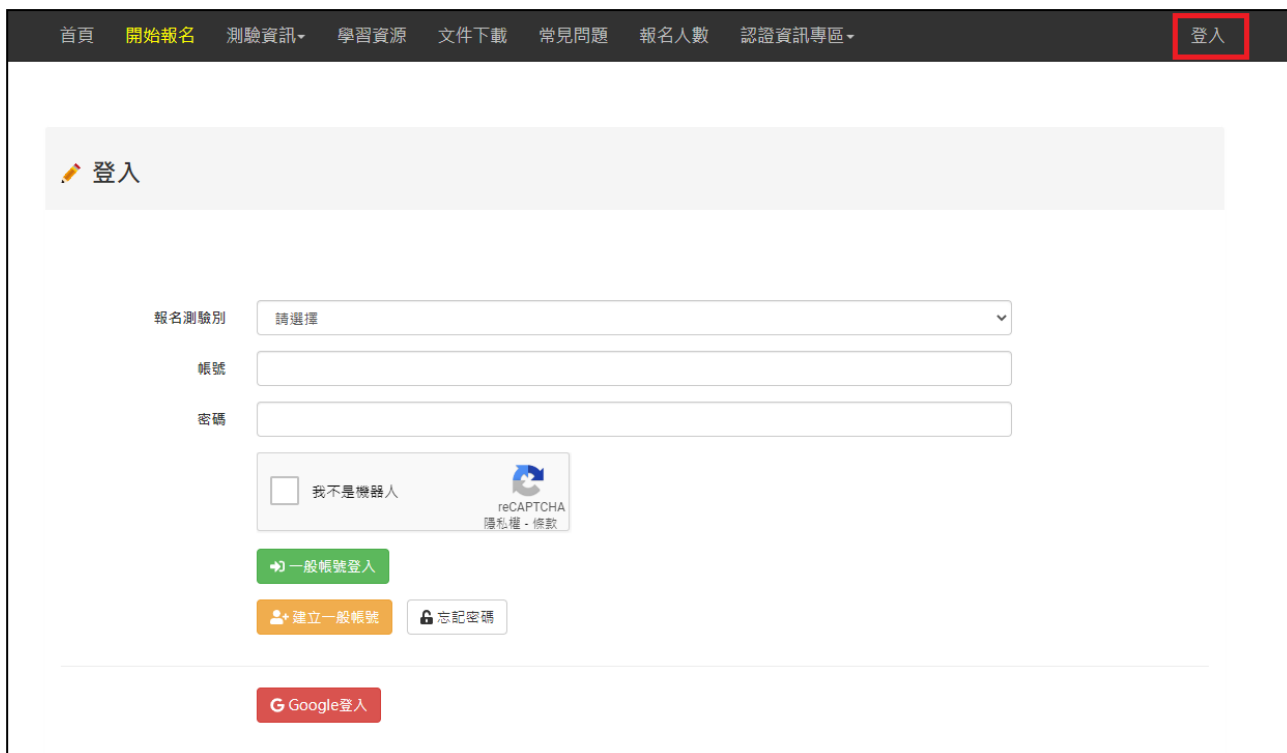 首頁 開始報名 測驗資訊 學習資源 文件下載 常見問題 報名人數 認證資訊專區 登入
登入
報名測驗別 請選擇
帳號
密碼
我不是機器人
reCAPTCHA
隱私權 - 條款
一般帳號登入
建立一般帳號 忘記密碼
Google登入